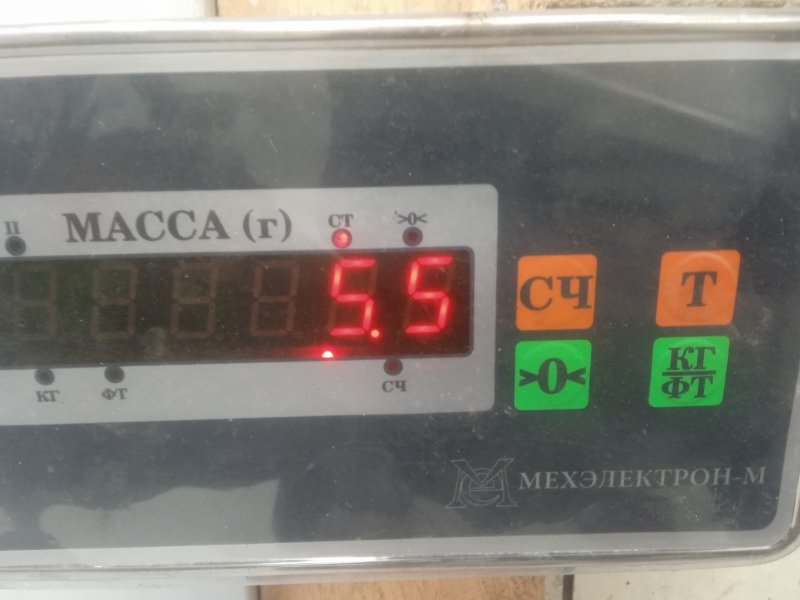 П МАССА (г) СТ >0<
5.5
КГ ФТ СЧ
СЧ Т
>0< КГ/ФТ
МЕХЭЛЕКТРОН-М